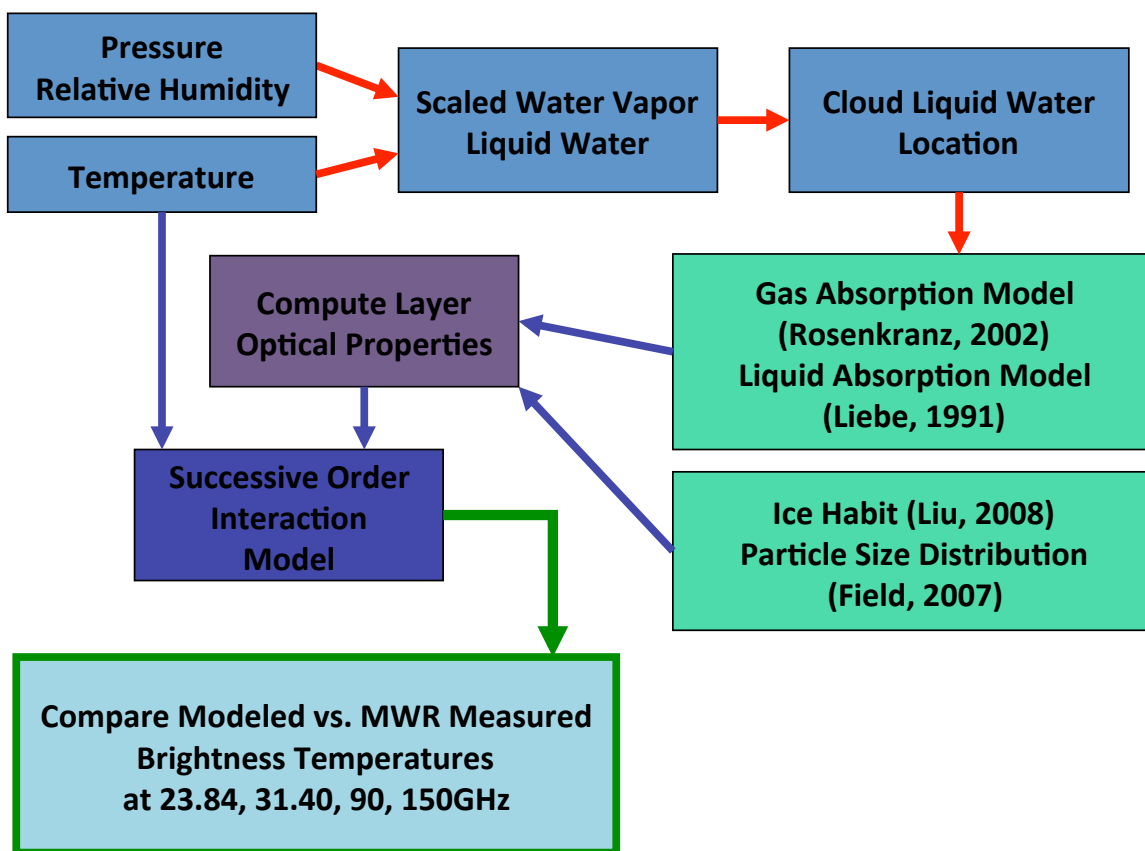 Pressure
Relative Humidity
Temperature
Scaled Water Vapor
Liquid Water
Cloud Liquid Water
Location
Compute Layer
Optical Properties
Gas Absorption Model
(Rosenkranz, 2002)
Liquid Absorption Model
(Liebe, 1991)
Successive Order
Interaction
Model
Ice Habit (Liu, 2008)
Particle Size Distribution
(Field, 2007)
Compare Modeled vs. MWR Measured
Brightness Temperatures
at 23.84, 31.40, 90, 150GHz